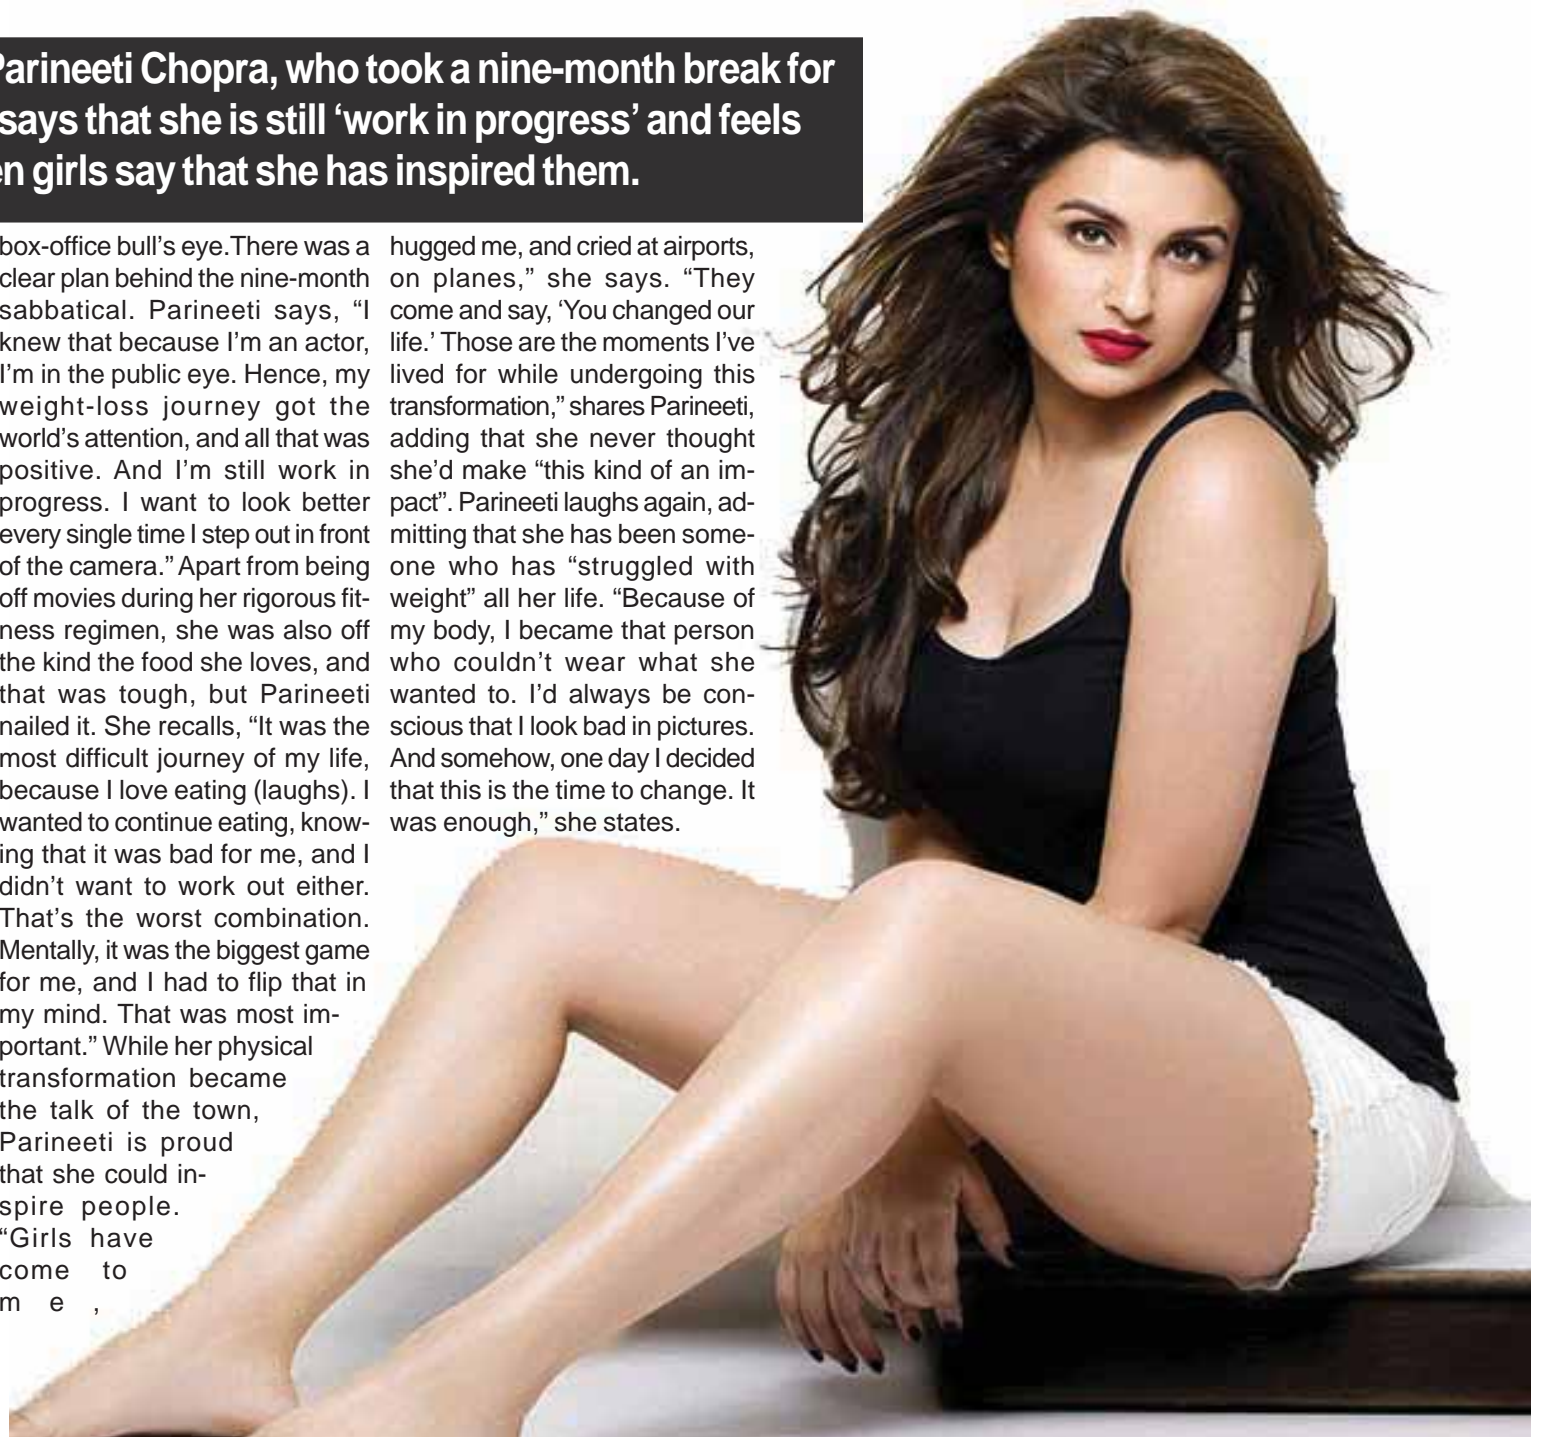 Parineeti Chopra, who took a nine-month break for
says that she is still ‘work in progress’ and feels
en girls say that she has inspired them.
box-office bull’s eye.There was a
clear plan behind the nine-month
sabbatical. Parineeti says, “I
knew that because I’m an actor,
I’m in the public eye. Hence, my
weight-loss journey got the
world’s attention, and all that was
positive. And I’m still work in
progress. I want to look better
every single time I step out in front
of the camera.” Apart from being
off movies during her rigorous fit-
ness regimen, she was also off
the kind the food she loves, and
that was tough, but Parineeti
nailed it. She recalls, “It was the
most difficult journey of my life,
because I love eating (laughs). I
wanted to continue eating, know-
ing that it was bad for me, and I
didn’t want to work out either.
That’s the worst combination.
Mentally, it was the biggest game
for me, and I had to flip that in
my mind. That was most im-
portant.” While her physical
transformation became
the talk of the town,
Parineeti is proud
that she could in-
spire people.
“Girls have
come to
me,
hugged me, and cried at airports,
on planes,” she says. “They
come and say, ‘You changed our
life.’ Those are the moments I’ve
lived for while undergoing this
transformation,” shares Parineeti,
adding that she never thought
she’d make “this kind of an im-
pact”. Parineeti laughs again, ad-
mitting that she has been some-
one who has “struggled with
weight” all her life. “Because of
my body, I became that person
who couldn’t wear what she
wanted to. I’d always be con-
scious that I look bad in pictures.
And somehow, one day I decided
that this is the time to change. It
was enough,” she states.